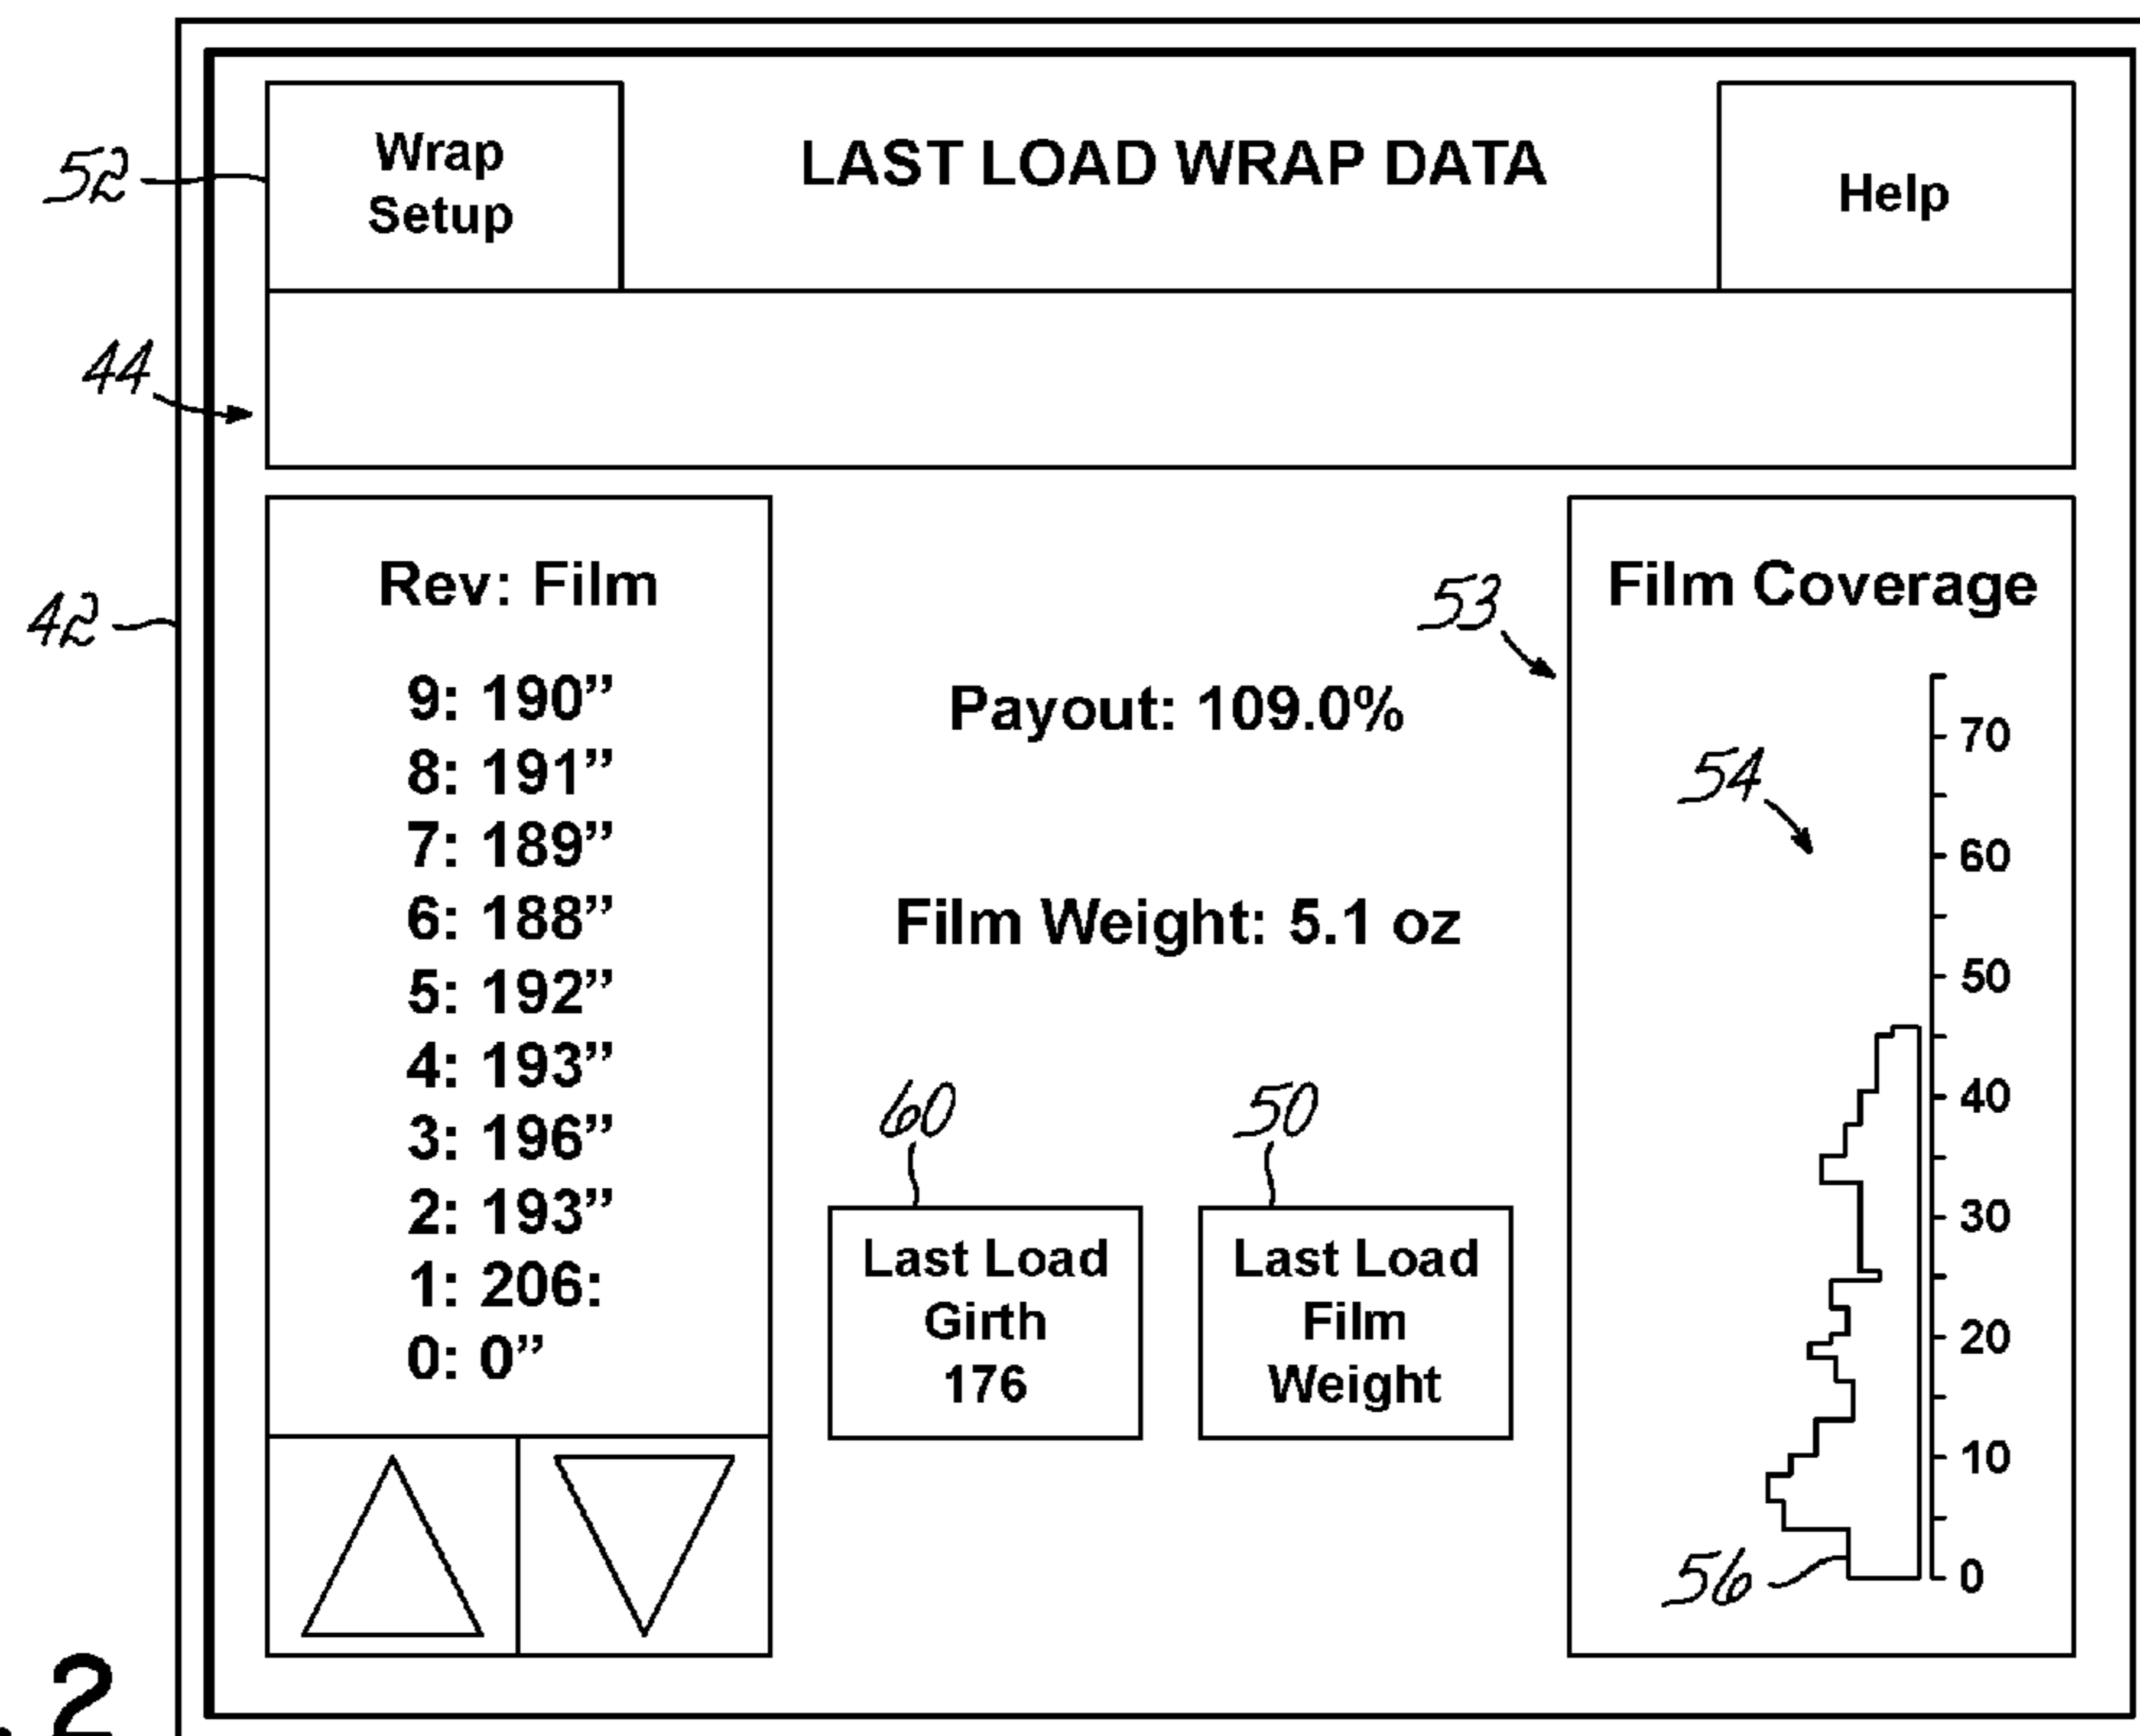 52
Wrap
Setup
LAST LOAD WRAP DATA
Help
44
42
Rev: Film
9: 190”
8: 191”
7: 189”
6: 188”
5: 192”
4: 193”
3: 196”
2: 193”
1: 206:
0: 0”
Payout: 109.0%
Film Weight: 5.1 oz
60
Last Load
Girth
176
50
Last Load
Film
Weight
53
Film Coverage
54
70
60
50
40
30
20
10
0
56
. 2